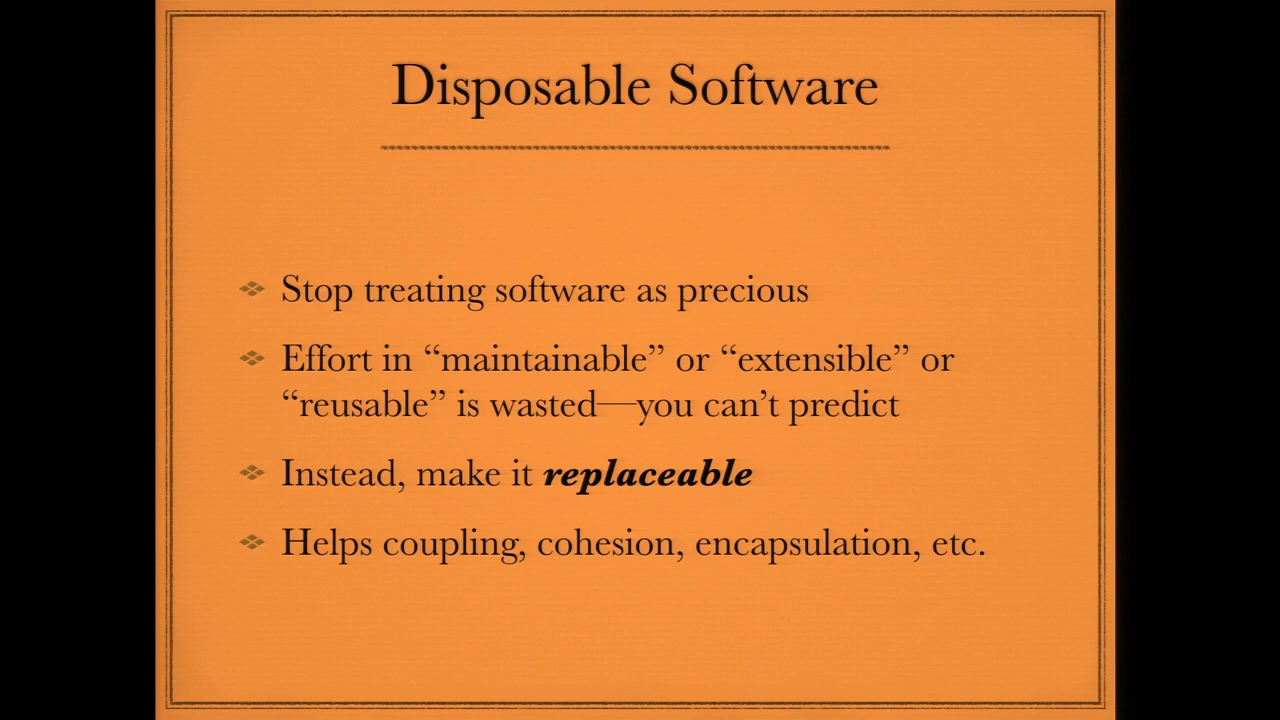 Disposable Software
Stop treating software as precious
Effort in “maintainable” or “extensible” or
“reusable” is wasted—you can’t predict
Instead, make it replaceable
Helps coupling, cohesion, encapsulation, etc.